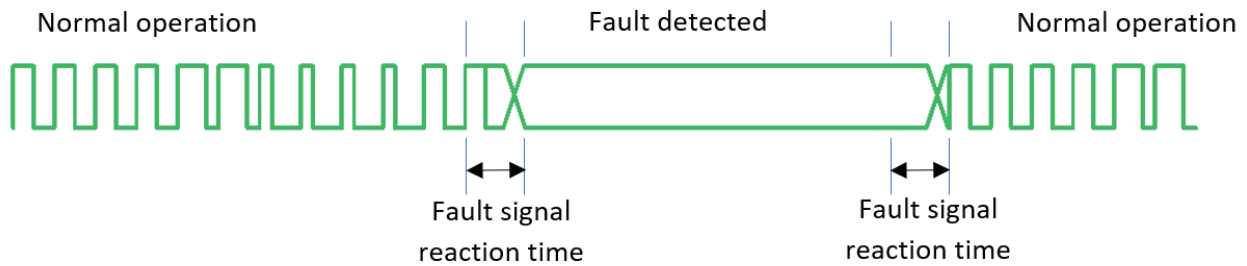 Normal operation
Fault detected
Normal operation
Fault signal
reaction time
Fault signal
reaction time